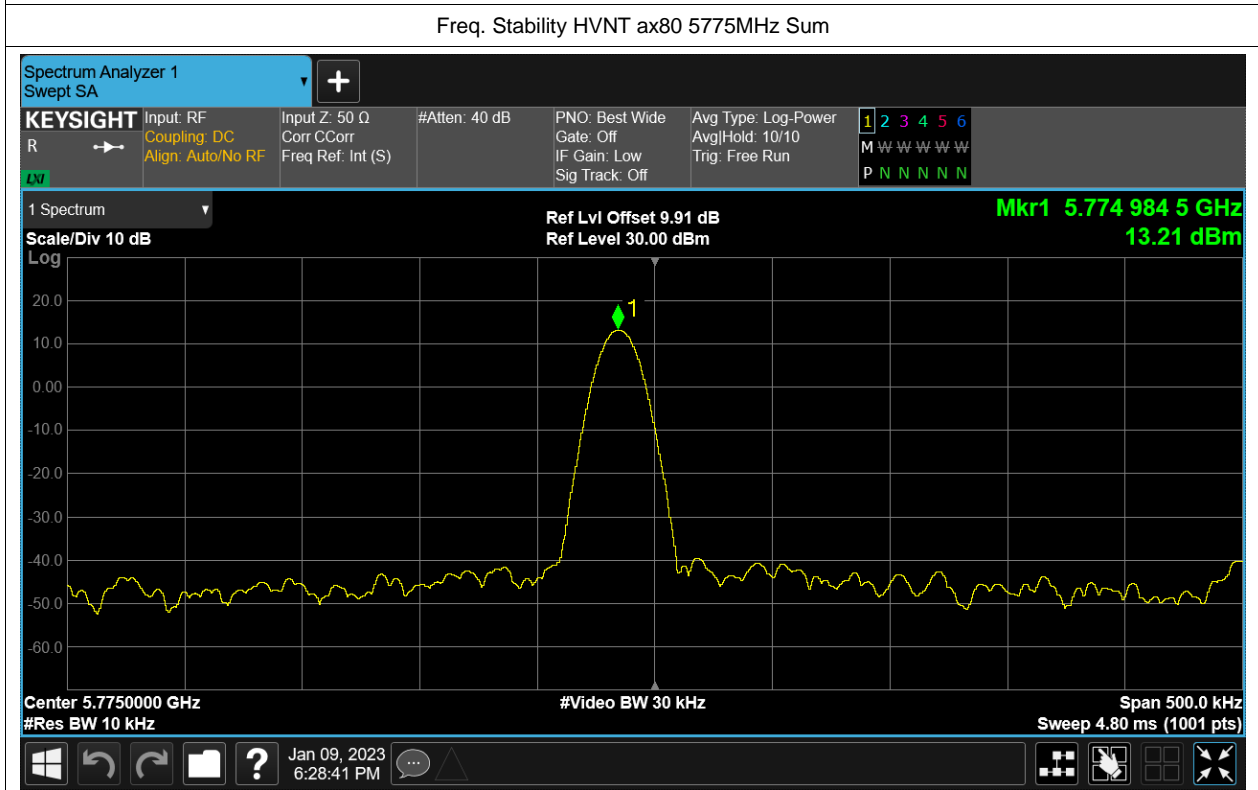 Freq. Stability HVNT ax80 5775MHz Sum
Spectrum Analyzer 1
Swept SA
KEYSIGHT
R
LXI
Input: RF
Coupling: DC
Align: Auto/No RF
Input Z: 50 Ω
Corr CCorr
Freq Ref: Int (S)
#Atten: 40 dB
PNO: Best Wide
Gate: Off
IF Gain: Low
Sig Track: Off
Avg Type: Log-Power
Avg|Hold: 10/10
Trig: Free Run
1 2 3 4 5 6
M W W W W W
P N N N N N
1 Spectrum
Scale/Div 10 dB
Log
Ref Lvl Offset 9.91 dB
Ref Level 30.00 dBm
Mkr1 5.774 984 5 GHz
13.21 dBm
1
20.0
10.0
0.00
-10.0
-20.0
-30.0
-40.0
-50.0
-60.0
Center 5.7750000 GHz
#Res BW 10 kHz
#Video BW 30 kHz
Span 500.0 kHz
Sweep 4.80 ms (1001 pts)
?
Jan 09, 2023
6:28:41 PM